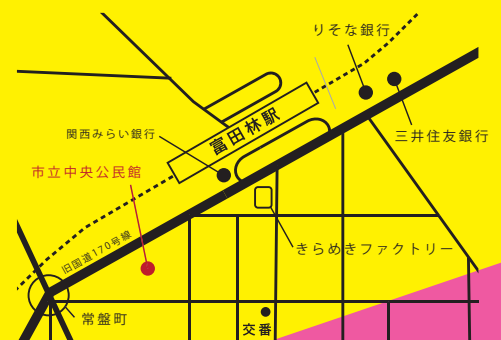 りそな銀行
富田林駅
関西みらい銀行
三井住友銀行
市立中央公民館
旧国道170号線
きらめきファクトリー
常盤町
交番